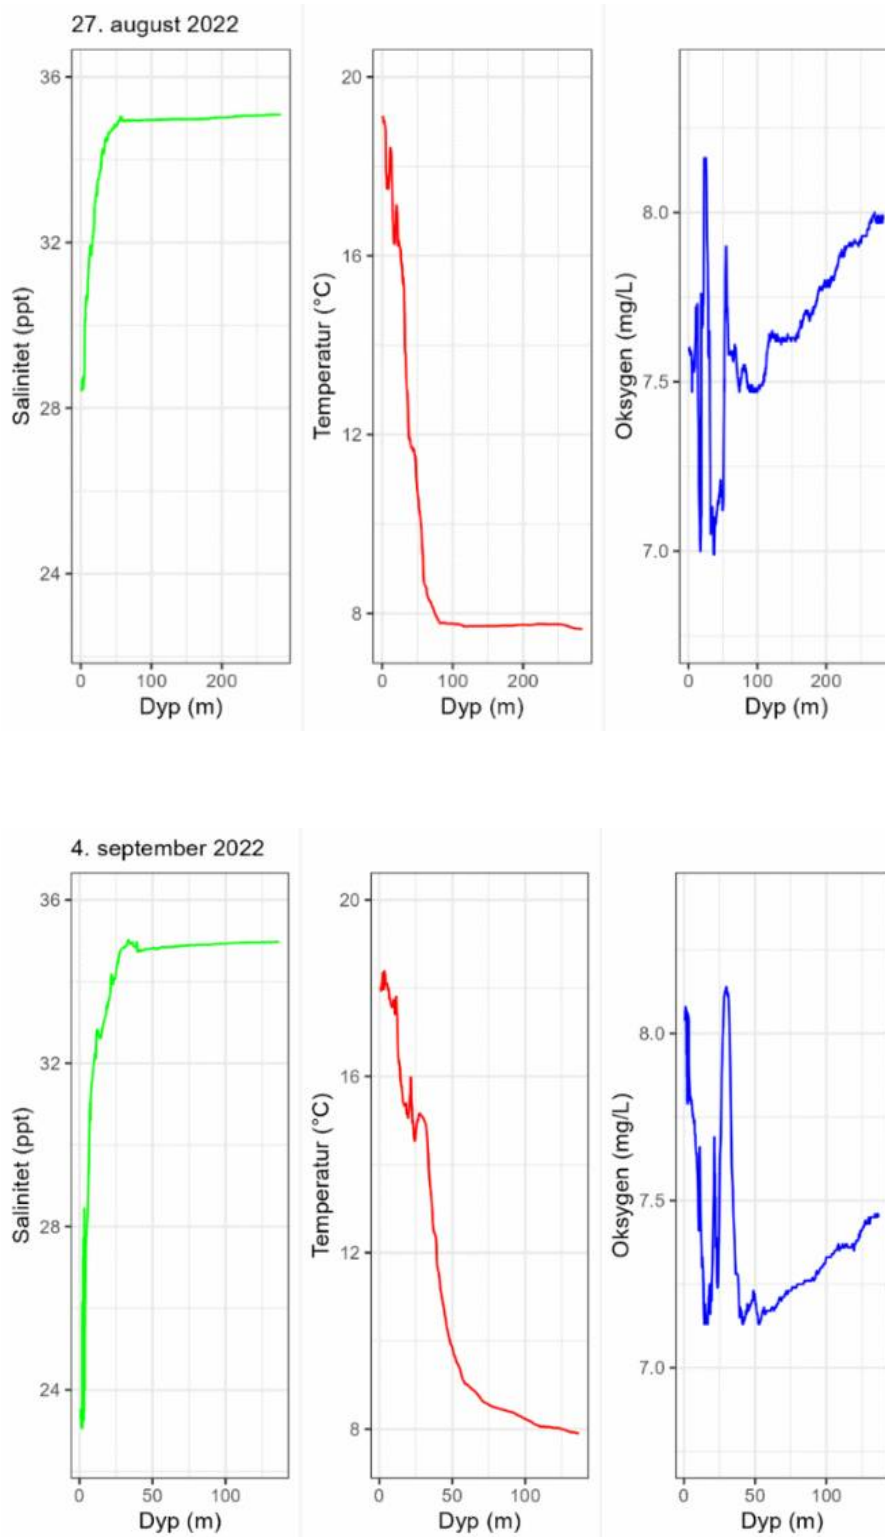 27. august 2022
Salinitet (ppt)
36
32
28
24
0 100 200
Dyp (m)
Temperatur (°C)
20
16
12
8
0 100 200
Dyp (m)
Oksygen (mg/L)
8.0
7.5
7.0
0 100 200
Dyp (m)
4. september 2022
Salinitet (ppt)
36
32
28
24
0 50 100
Dyp (m)
Temperatur (°C)
20
16
12
8
0 50 100
Dyp (m)
Oksygen (mg/L)
8.0
7.5
7.0
0 50 100
Dyp (m)